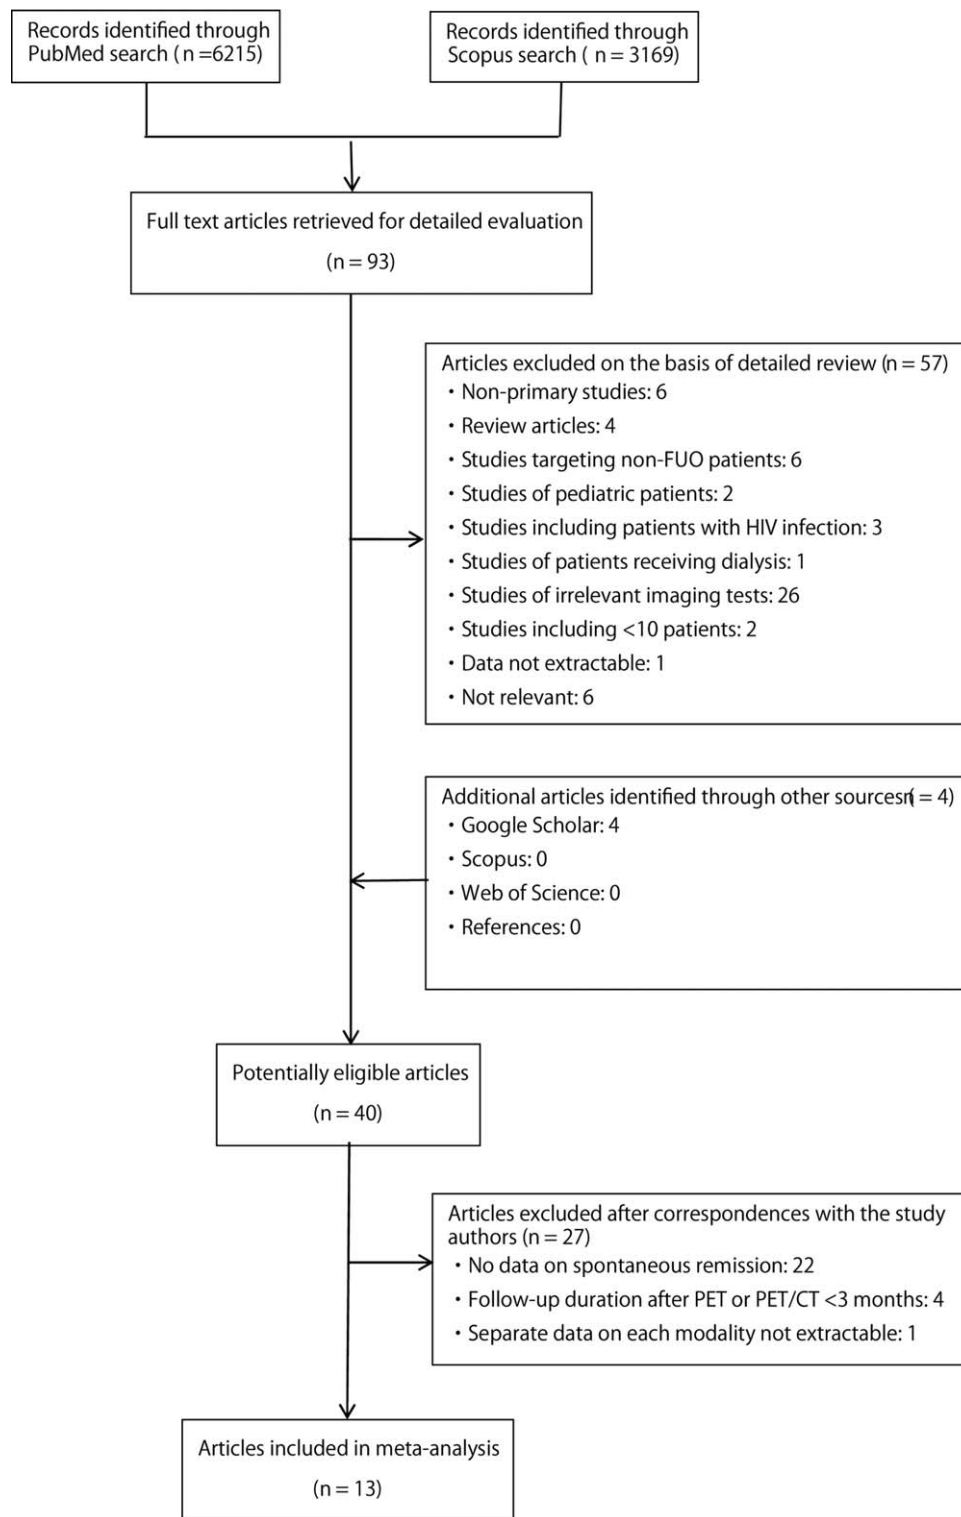 Records identified through
PubMed search ( n =6215)
Records identified through
Scopus search ( n = 3169)
Full text articles retrieved for detailed evaluation
(n = 93)
Articles excluded on the basis of detailed review (n = 57)
・Non-primary studies: 6
・Review articles: 4
・Studies targeting non-FUO patients: 6
・Studies of pediatric patients: 2
・Studies including patients with HIV infection: 3
・Studies of patients receiving dialysis: 1
・Studies of irrelevant imaging tests: 26
・Studies including <10 patients: 2
・Data not extractable: 1
・Not relevant: 6
Additional articles identified through other sources(n = 4)
・Google Scholar: 4
・Scopus: 0
・Web of Science: 0
・References: 0
Potentially eligible articles
(n = 40)
Articles excluded after correspondences with the study
authors (n = 27)
・No data on spontaneous remission: 22
・Follow-up duration after PET or PET/CT <3 months: 4
・Separate data on each modality not extractable: 1
Articles included in meta-analysis
(n = 13)